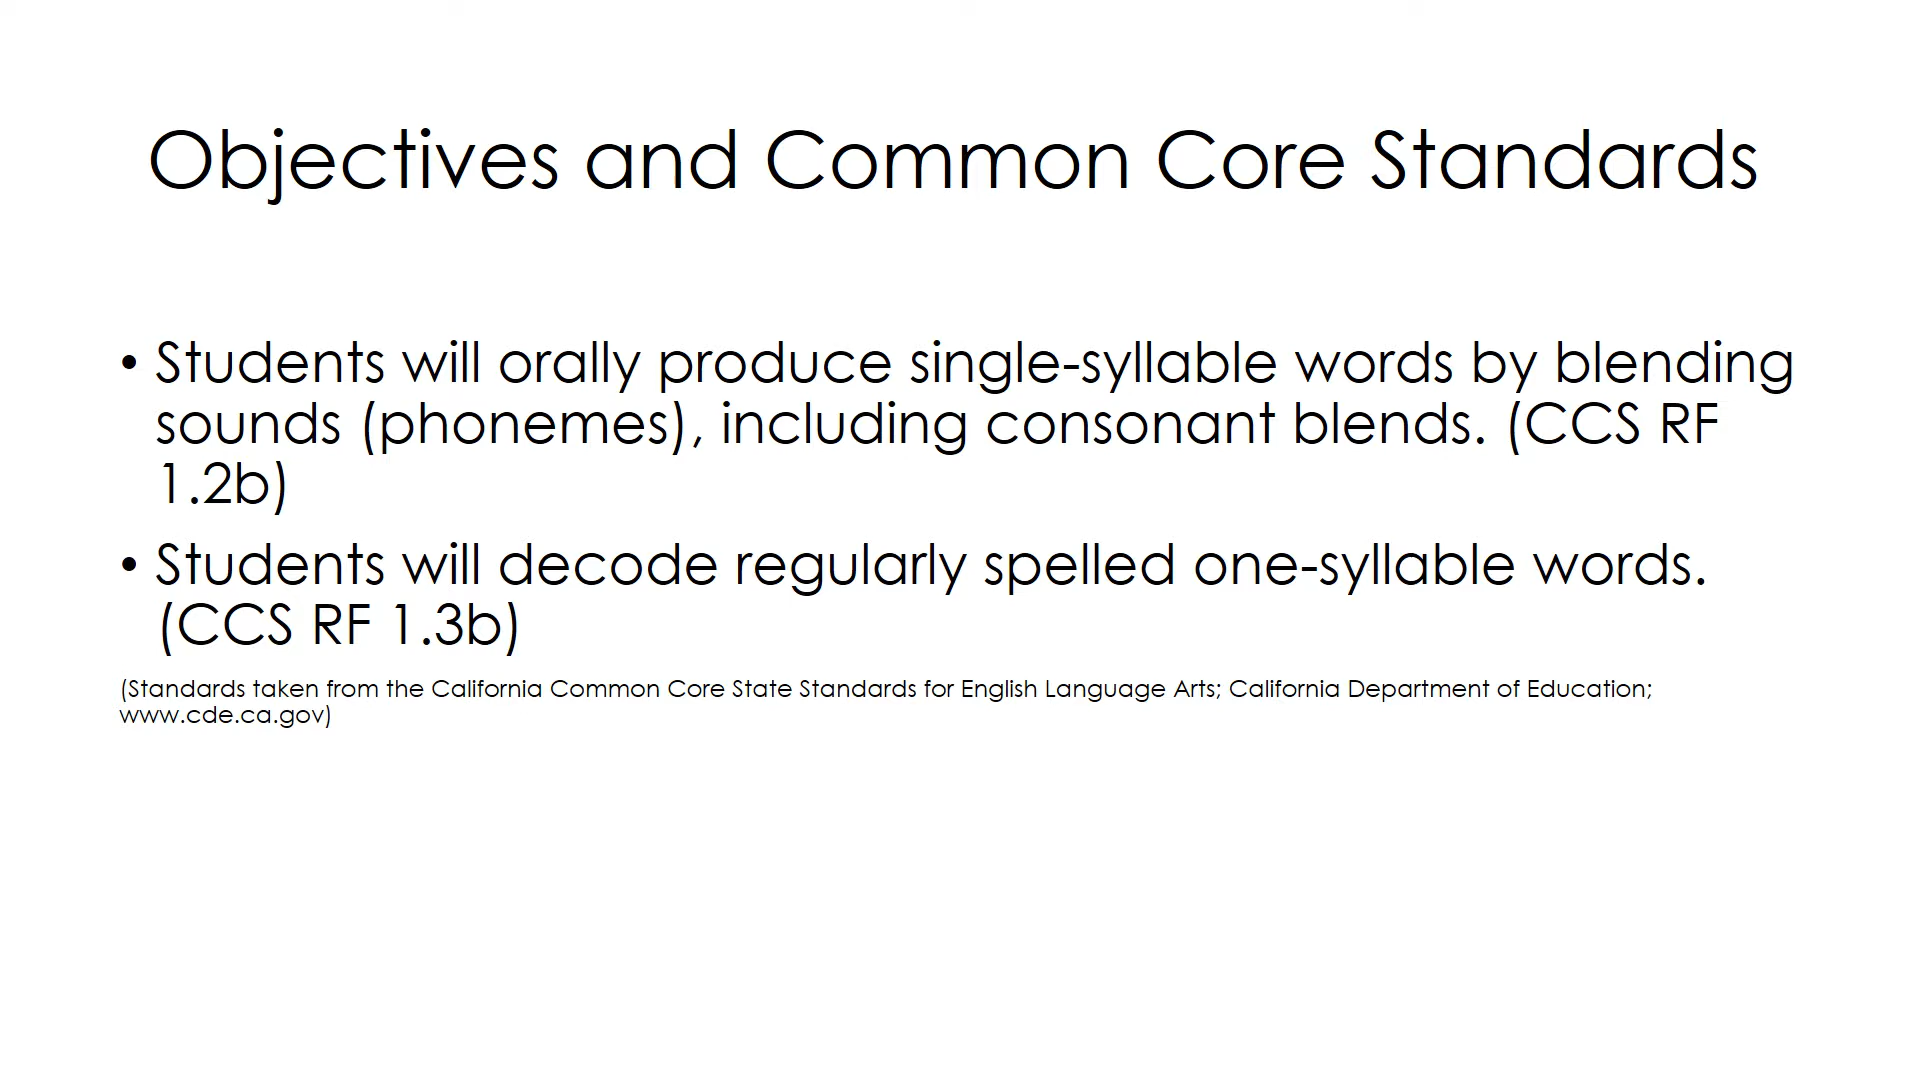 Objectives and Common Core Standards
• Students will orally produce single-syllable words by blending
sounds (phonemes), including consonant blends. (CCS RF
1.2b)
• Students will decode regularly spelled one-syllable words.
(CCS RF 1.3b)
(Standards taken from the California Common Core State Standards for English Language Arts; California Department of Education;
www.cde.ca.gov)